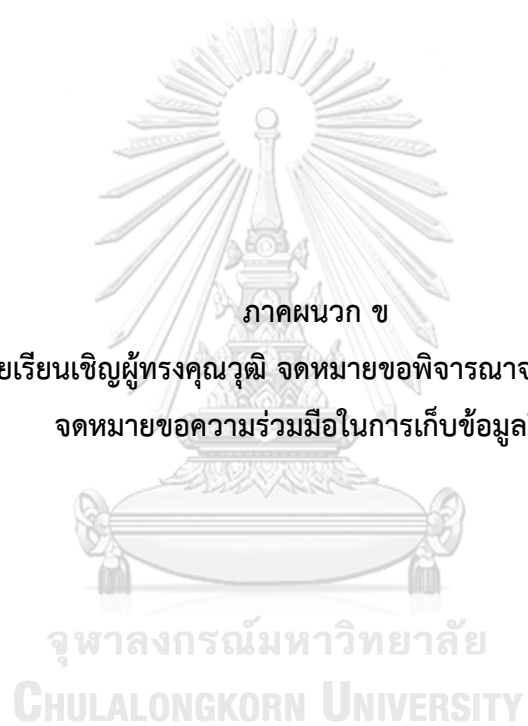 ภาคผนวก ข
ยเรียนเชิญผู้ทรงคุณวุฒิ จดหมายขอพิจารณาจ
จดหมายขอความร่วมมือในการเก็บข้อมูล
จุฬาลงกรณ์มหาวิทยาลัย
CHULALONGKORN UNIVERSITY